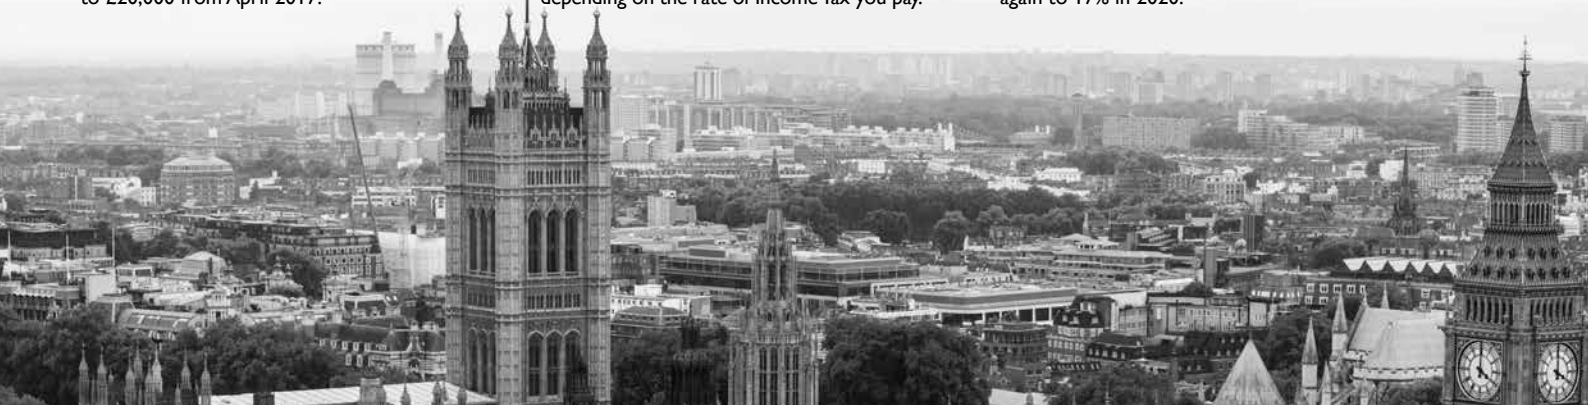 to £20,000 from April 2017.
depending on the rate of Income Tax you pay.
again to 17% in 2020.